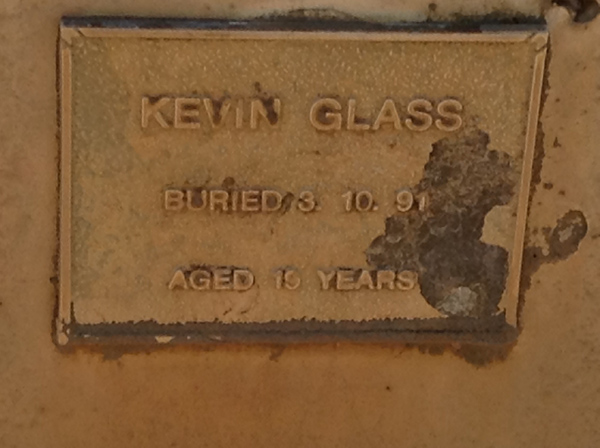 KEVIN GLASS
BURIED 3. 10. 91
AGED YEARS